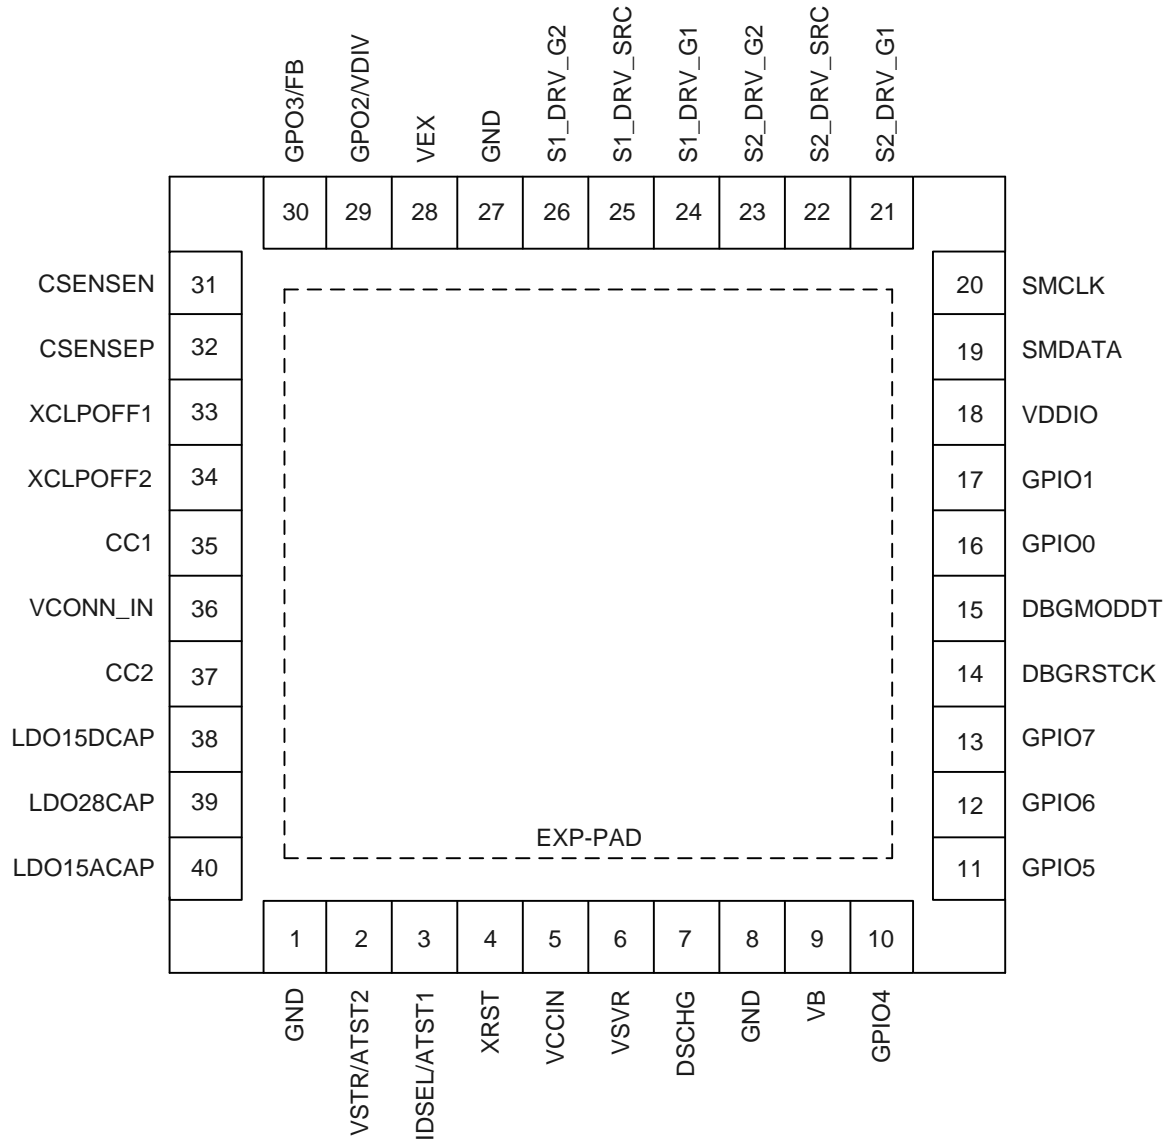 GPO3/FB
GPO2/VDIV
VEX
GND
S1_DRV_G2
S1_DRV_SRC
S1_DRV_G1
S2_DRV_G2
S2_DRV_SRC
S2_DRV_G1
30 29 28 27 26 25 24 23 22 21
CSENSEN 31
CSENSEP 32
XCLPOFF1 33
XCLPOFF2 34
CC1 35
VCONN_IN 36
CC2 37
LDO15DCAP 38
LDO28CAP 39
LDO15ACAP 40
20 SMCLK
19 SMDATA
18 VDDIO
17 GPIO1
16 GPIO0
15 DBGMODDT
14 DBGRSTCK
13 GPIO7
12 GPIO6
11 GPIO5
EXP-PAD
1 2 3 4 5 6 7 8 9 10
GND
VSTR/ATST2
IDSEL/ATST1
XRST
VCCIN
VSVR
DSCHG
GND
VB
GPIO4